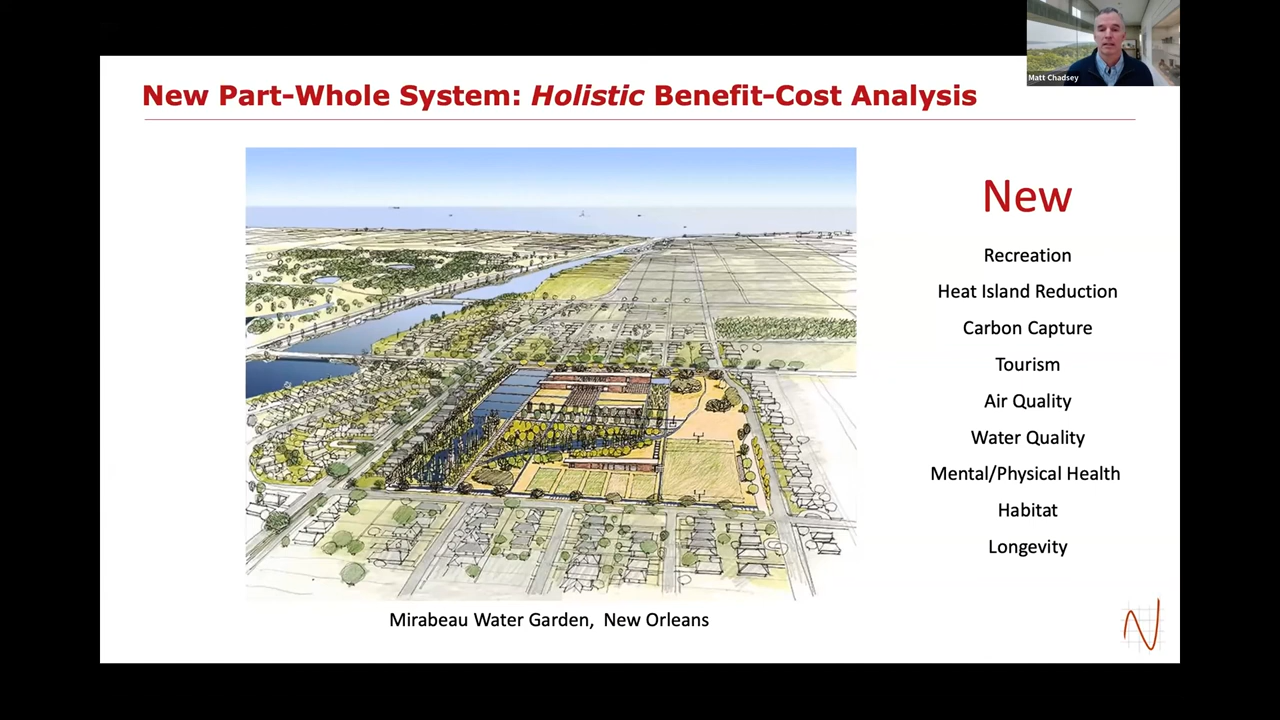 Matt Chadsey
New Part-Whole System: Holistic Benefit-Cost Analysis
New
Recreation
Heat Island Reduction
Carbon Capture
Tourism
Air Quality
Water Quality
Mental/Physical Health
Habitat
Longevity
Mirabeau Water Garden, New Orleans
N